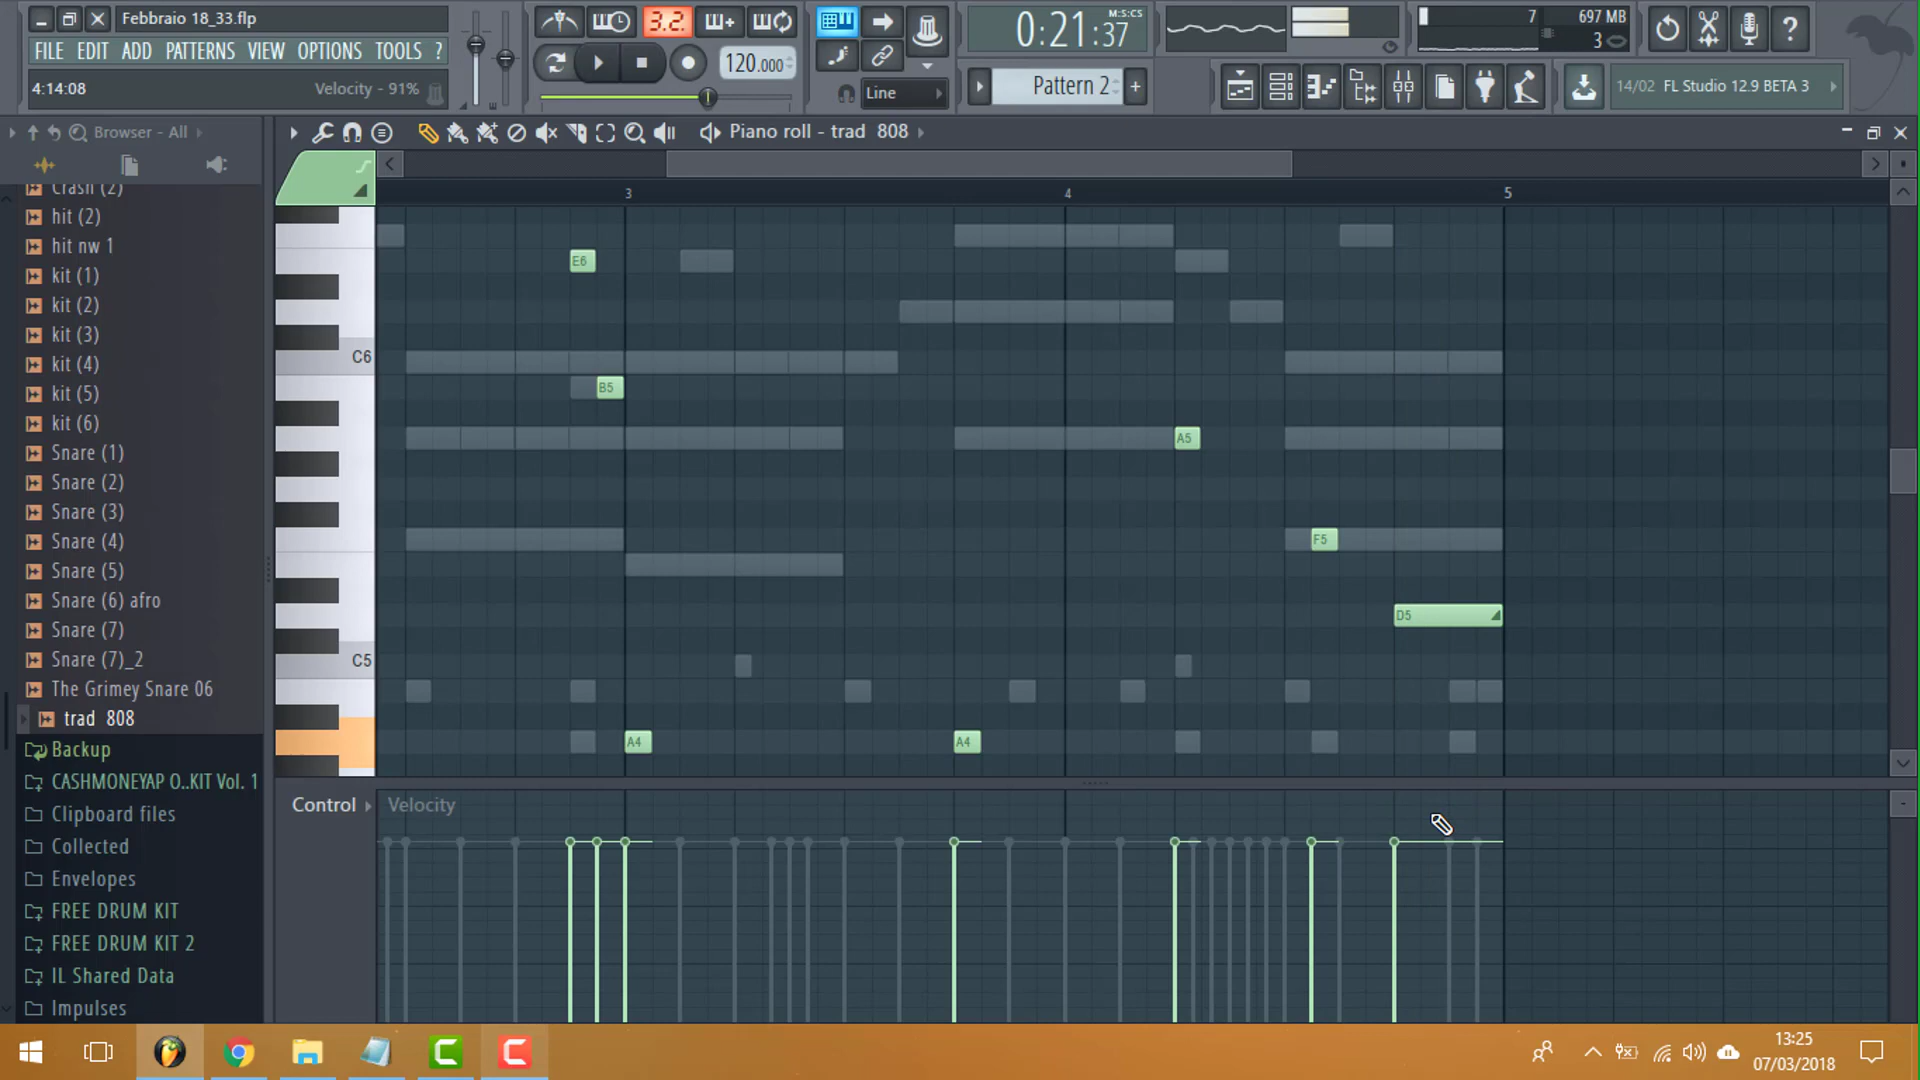 Febbraio 18_33.flp
FILE EDIT ADD PATTERNS VIEW OPTIONS TOOLS ?
4:14:08 Velocity - 91%
3.2.
120.000
Line
0:21:37
M:S:CS
Pattern 2
7
697 MB
3
14/02 FL Studio 12.9 BETA 3
Browser - All
Piano roll - trad 808
Crash (2)
hit (2)
hit nw 1
kit (1)
kit (2)
kit (3)
kit (4)
kit (5)
kit (6)
Snare (1)
Snare (2)
Snare (3)
Snare (4)
Snare (5)
Snare (6) afro
Snare (7)
Snare (7)_2
The Grimey Snare 06
trad 808
Backup
CASHMONEYAP O..KIT Vol. 1
Clipboard files
Collected
Envelopes
FREE DRUM KIT
FREE DRUM KIT 2
IL Shared Data
Impulses
3 4 5
E6
C6
B5
A5
F5
D5
C5
A4 A4
Control Velocity
13:25
07/03/2018